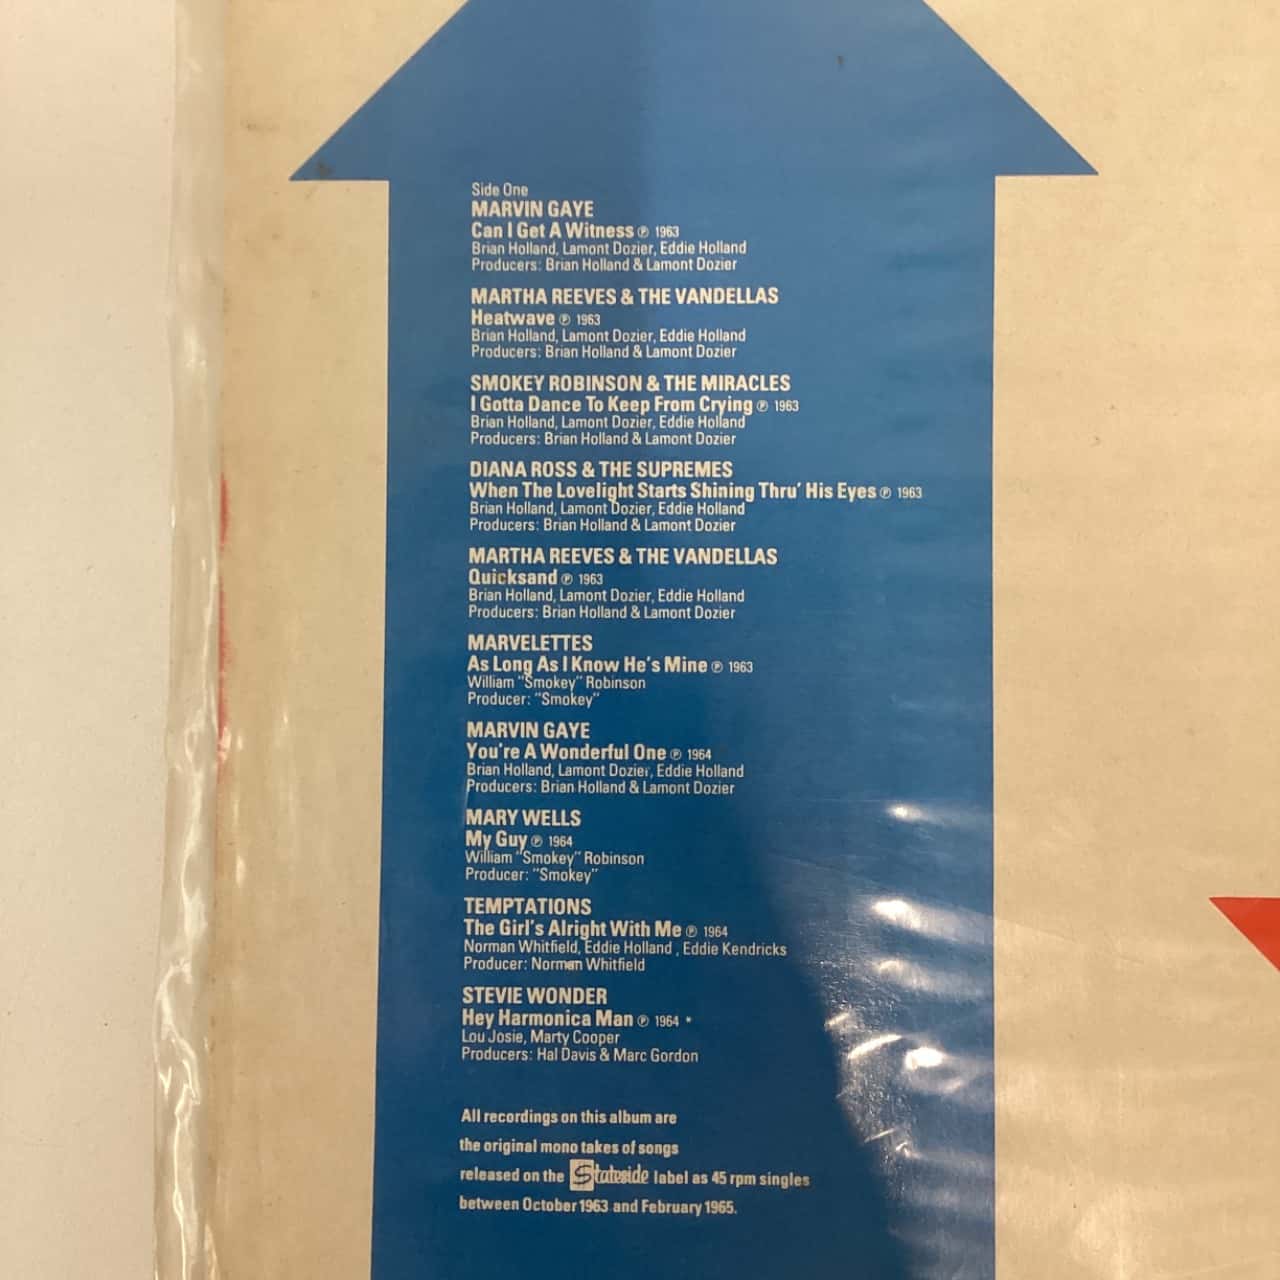 Side One
MARVIN GAYE
Can I Get A Witness ℗ 1963
Brian Holland, Lamont Dozier, Eddie Holland
Producers: Brian Holland & Lamont Dozier
MARTHA REEVES & THE VANDELLAS
Heatwave ℗ 1963
Brian Holland, Lamont Dozier, Eddie Holland
Producers: Brian Holland & Lamont Dozier
SMOKEY ROBINSON & THE MIRACLES
I Gotta Dance To Keep From Crying ℗ 1963
Brian Holland, Lamont Dozier, Eddie Holland
Producers: Brian Holland & Lamont Dozier
DIANA ROSS & THE SUPREMES
When The Lovelight Starts Shining Thru' His Eyes ℗ 1963
Brian Holland, Lamont Dozier, Eddie Holland
Producers: Brian Holland & Lamont Dozier
MARTHA REEVES & THE VANDELLAS
Quicksand ℗ 1963
Brian Holland, Lamont Dozier, Eddie Holland
Producers: Brian Holland & Lamont Dozier
MARVELETTES
As Long As I Know He's Mine ℗ 1963
William "Smokey" Robinson
Producer: "Smokey"
MARVIN GAYE
You're A Wonderful One ℗ 1964
Brian Holland, Lamont Dozier, Eddie Holland
Producers: Brian Holland & Lamont Dozier
MARY WELLS
My Guy ℗ 1964
William "Smokey" Robinson
Producer: "Smokey"
TEMPTATIONS
The Girl's Alright With Me ℗ 1964
Norman Whitfield, Eddie Holland , Eddie Kendricks
Producer: Norman Whitfield
STEVIE WONDER
Hey Harmonica Man ℗ 1964 *
Lou Josie, Marty Cooper
Producers: Hal Davis & Marc Gordon
All recordings on this album are
the original mono takes of songs
released on the Stateside label as 45 rpm singles
between October 1963 and February 1965.